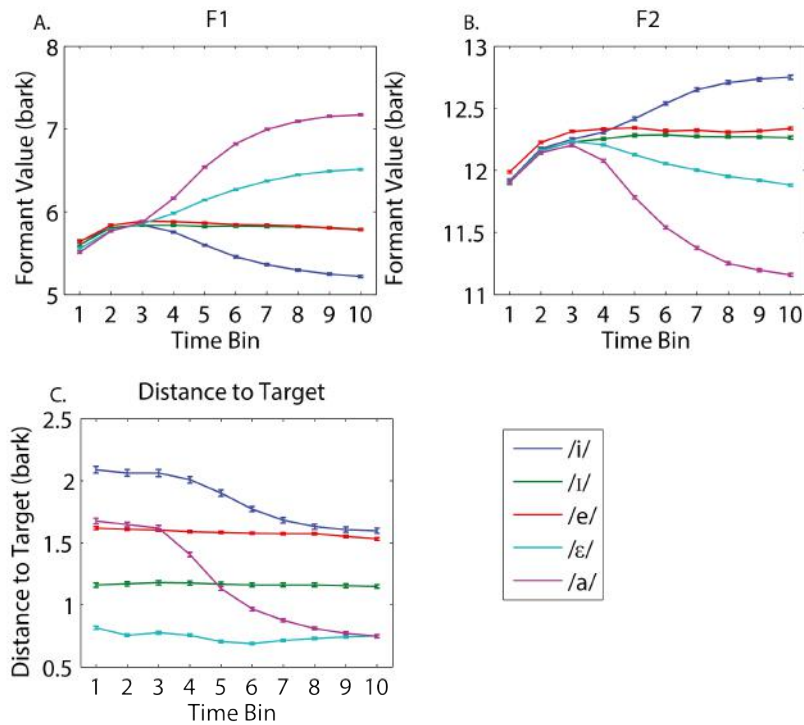 A.
F1
Formant Value (bark)
8
7
6
5
1 2 3 4 5 6 7 8 9 10
Time Bin
B.
F2
Formant Value (bark)
13
12.5
12
11.5
11
1 2 3 4 5 6 7 8 9 10
Time Bin
C.
Distance to Target
Distance to Target (bark)
2.5
2
1.5
1
0.5
1 2 3 4 5 6 7 8 9 10
Time Bin
/i/
/ɪ/
/e/
/ɛ/
/a/